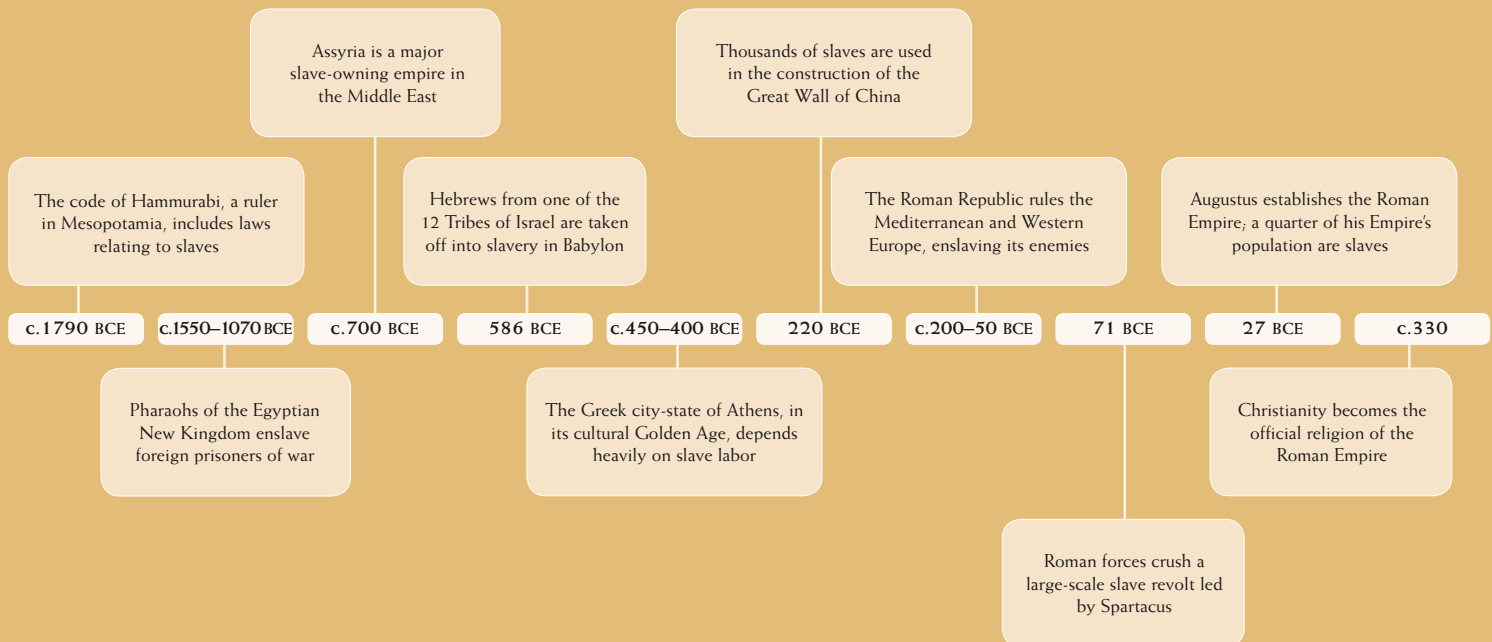 Assyria is a major
slave-owning empire in
the Middle East
Thousands of slaves are used
in the construction of the
Great Wall of China
The code of Hammurabi, a ruler
in Mesopotamia, includes laws
relating to slaves
Hebrews from one of the
12 Tribes of Israel are taken
off into slavery in Babylon
The Roman Republic rules the
Mediterranean and Western
Europe, enslaving its enemies
Augustus establishes the Roman
Empire; a quarter of his Empire's
population are slaves
c.1790 BCE
c.1550–1070 BCE
c.700 BCE
586 BCE
c.450–400 BCE
220 BCE
c.200–50 BCE
71 BCE
27 BCE
c.330
Pharaohs of the Egyptian
New Kingdom enslave
foreign prisoners of war
The Greek city-state of Athens, in
its cultural Golden Age, depends
heavily on slave labor
Christianity becomes the
official religion of the
Roman Empire
Roman forces crush a
large-scale slave revolt led
by Spartacus